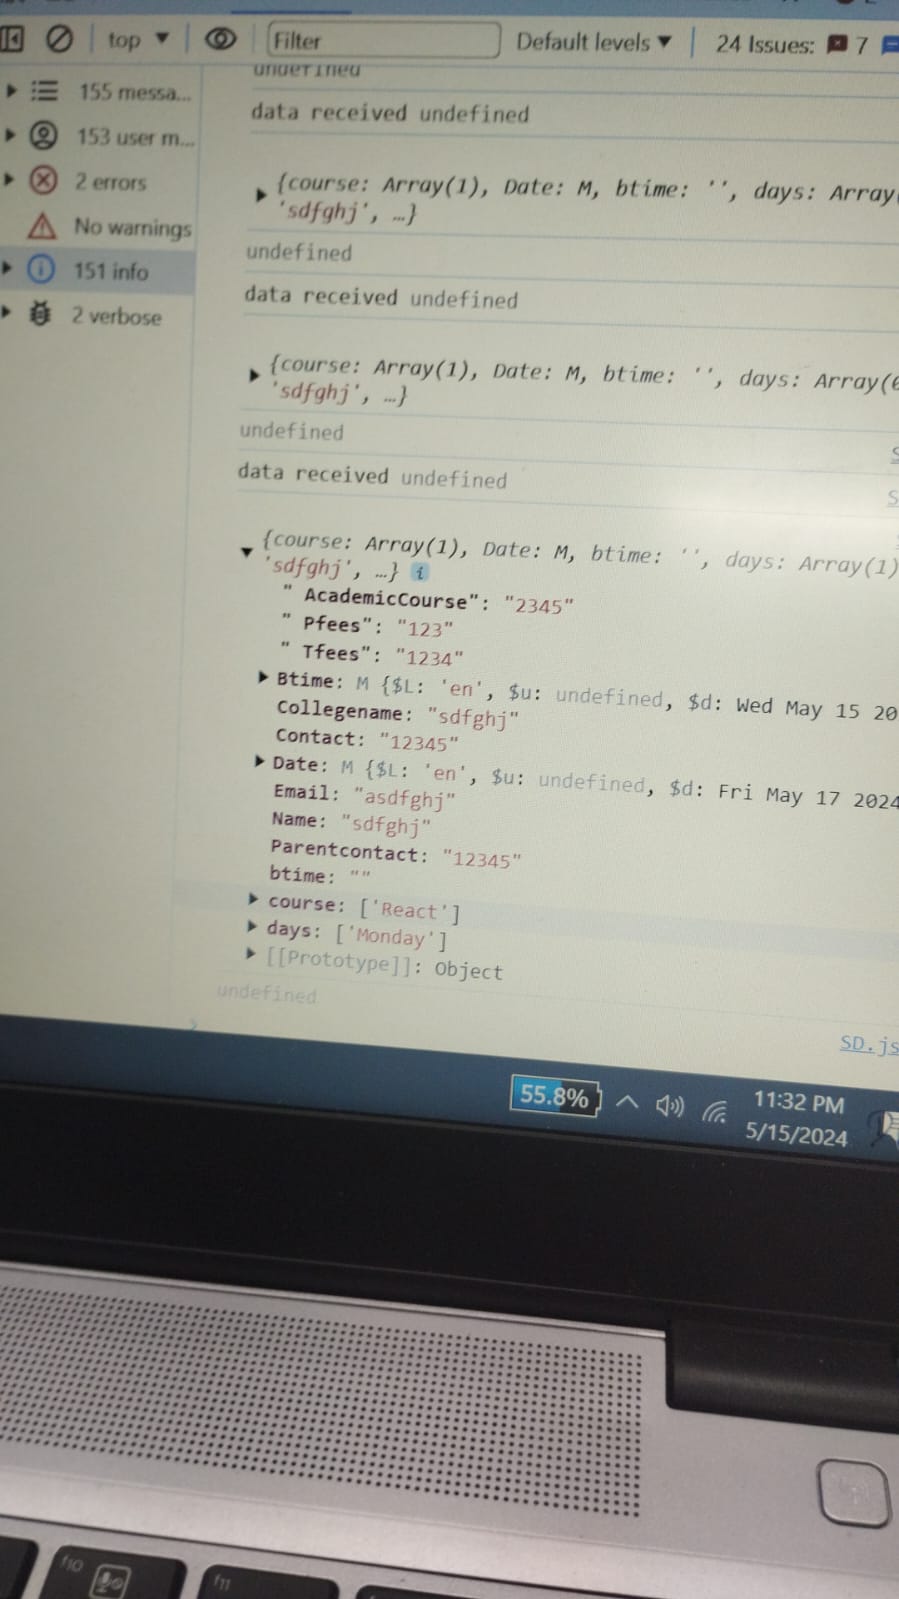 top ▼ Filter Default levels ▼ 24 Issues: 7
155 messa...
153 user m...
2 errors
No warnings
151 info
2 verbose
undefined
data received undefined
{course: Array(1), Date: M, btime: '', days: Array(
'sdfghj', …}
undefined
data received undefined
{course: Array(1), Date: M, btime: '', days: Array(
'sdfghj', …}
undefined
data received undefined
{course: Array(1), Date: M, btime: '', days: Array(1)
'sdfghj', …} i
" AcademicCourse": "2345"
" Pfees": "123"
" Tfees": "1234"
Btime: M {$L: 'en', $u: undefined, $d: Wed May 15 20
Collegename: "sdfghj"
Contact: "12345"
Date: M {$L: 'en', $u: undefined, $d: Fri May 17 2024
Email: "asdfghj"
Name: "sdfghj"
Parentcontact: "12345"
btime: ""
course: ['React']
days: ['Monday']
[[Prototype]]: Object
undefined
SD.js
55.8% 11:32 PM
5/15/2024
f10
f11